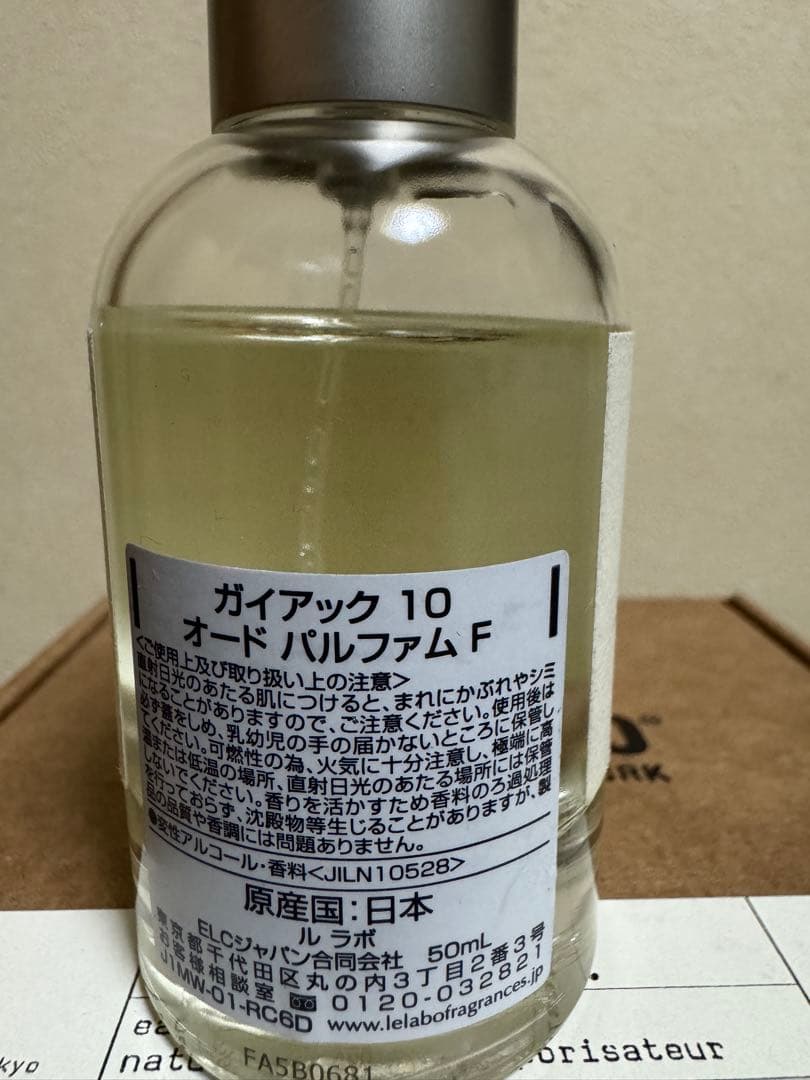 ガイアック 10
オード パルファム F
<ご使用上及び取り扱い上の注意>
直射日光のあたる肌につけると、まれにかぶれやシミ
になることがありますので、ご注意ください。使用後は
必ず蓋をしめ、乳幼児の手の届かないところに保管し
てください。可燃性の為、火気に十分注意し、極端に高
温または低温の場所、直射日光のあたる場所には保管
しないでください。香りを活かすため香料のろ過処理
を行っておらず、沈殿物等生じることがありますが、製
品の品質や香調には問題ありません。
●変性アルコール・香料<JILN10528>
原産国:日本
ル ラボ
ELCジャパン合同会社 50mL
東京都千代田区丸の内3丁目2番3号
お客様相談室 0120-032821
J1MW-01-RC6D www.lelabofragrances.jp
FA5B0681